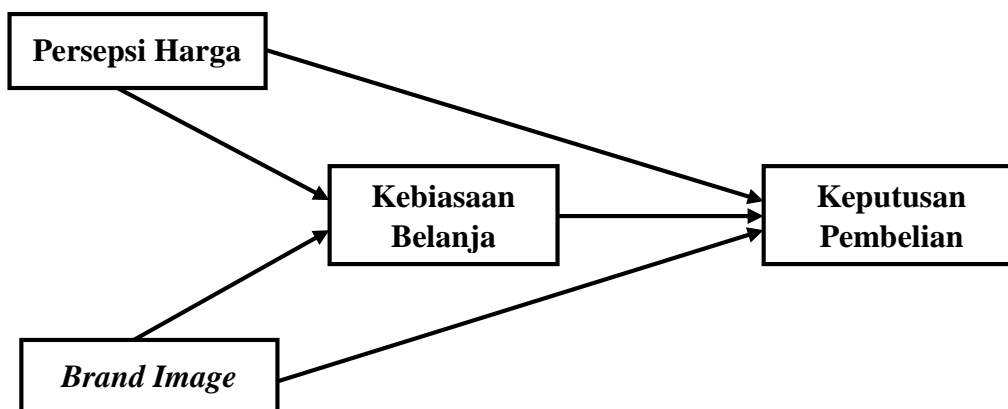 Persepsi Harga
Kebiasaan
Belanja
Keputusan
Pembelian
Brand Image